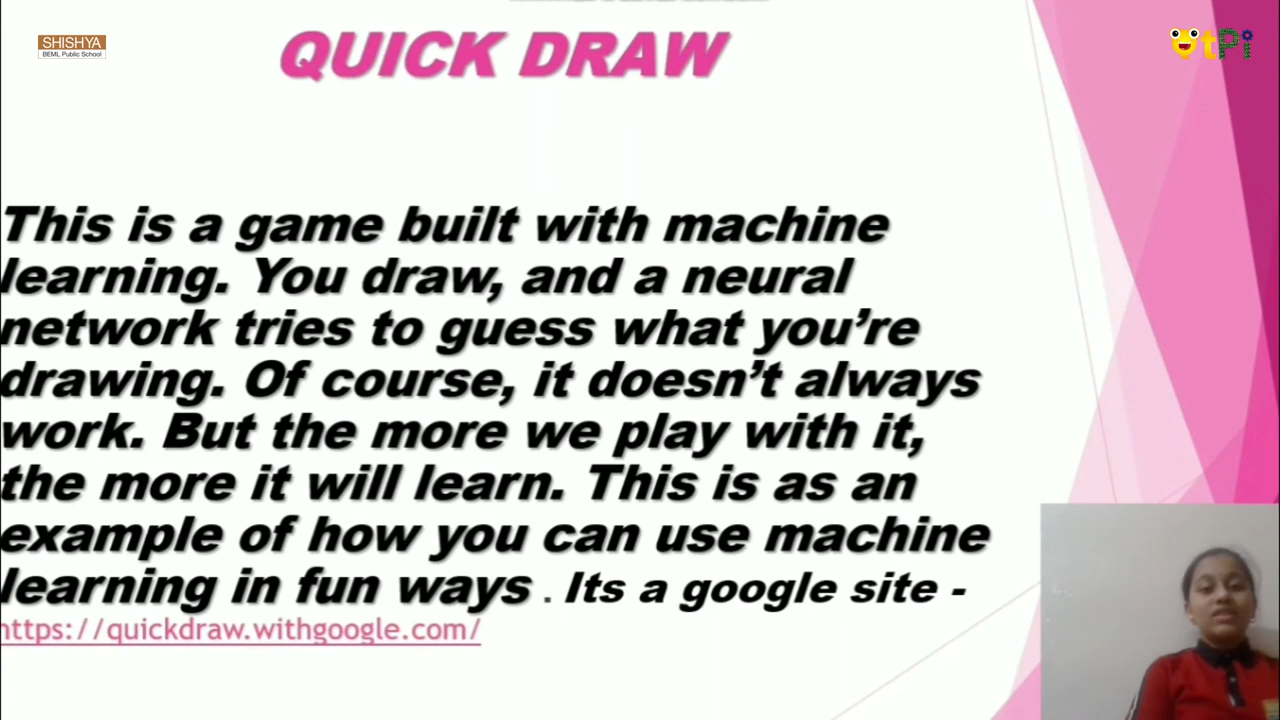 SHISHYA
BEML Public School
utPi
QUICK DRAW
This is a game built with machine
learning. You draw, and a neural
network tries to guess what you’re
drawing. Of course, it doesn’t always
work. But the more we play with it,
the more it will learn. This is as an
example of how you can use machine
learning in fun ways . Its a google site -
https://quickdraw.withgoogle.com/